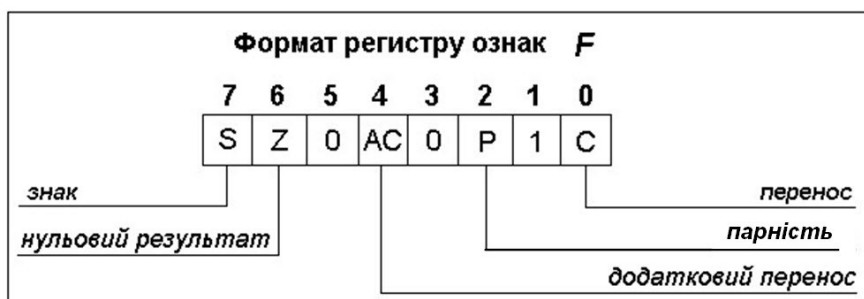 Формат регистру ознак F
7 6 5 4 3 2 1 0
S Z 0 AC 0 P 1 C
знак
перенос
нульовий результат
парність
додатковий перенос